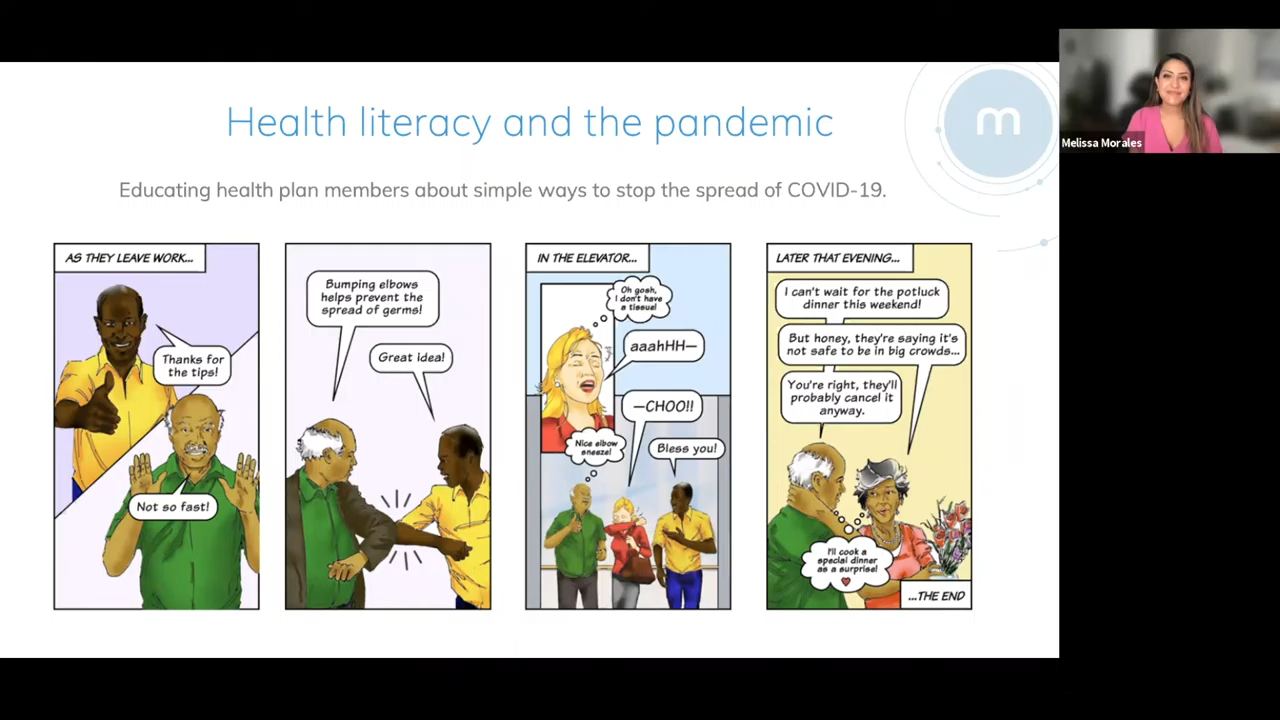 Health literacy and the pandemic
m
Melissa Morales
Educating health plan members about simple ways to stop the spread of COVID-19.
AS THEY LEAVE WORK...
Thanks for
the tips!
Not so fast!
Bumping elbows
helps prevent the
spread of germs!
Great idea!
IN THE ELEVATOR...
Oh gosh,
I don't have
a tissue!
aaahHH—
—CHOO!!
Nice elbow
sneeze!
Bless you!
LATER THAT EVENING...
I can't wait for the potluck
dinner this weekend!
But honey, they're saying it's
not safe to be in big crowds...
You're right, they'll
probably cancel it
anyway.
I'll cook a
special dinner
as a surprise!
...THE END